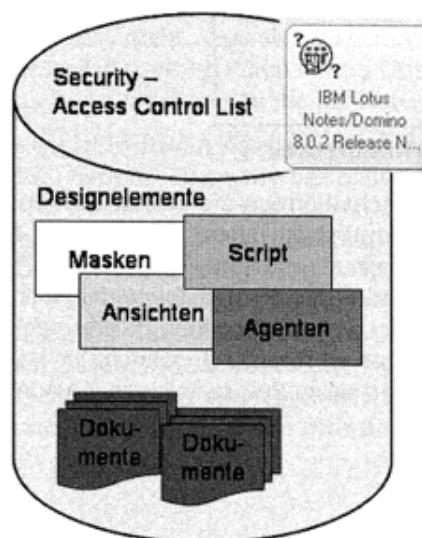 Security –
Access Control List
? ?
IBM Lotus
Notes/Domino
8.0.2 Release N...
Designelemente
Masken
Script
Ansichten
Agenten
Doku-
mente
Doku-
mente